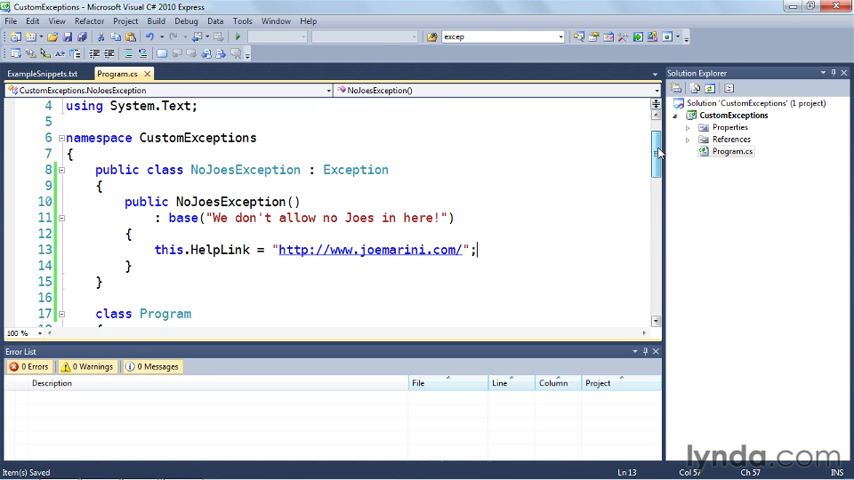 CustomExceptions - Microsoft Visual C# 2010 Express
File Edit View Refactor Project Build Debug Data Tools Window Help
excep
ExampleSnippets.txt Program.cs
CustomExceptions.NoJoesException NoJoesException()
4 using System.Text;
5
6 namespace CustomExceptions
7 {
8 public class NoJoesException : Exception
9 {
10 public NoJoesException()
11 : base("We don't allow no Joes in here!")
12 {
13 this.HelpLink = "http://www.joemarini.com/";
14 }
15 }
16
17 class Program
18 {
100 %
Solution Explorer
Solution 'CustomExceptions' (1 project)
CustomExceptions
Properties
References
Program.cs
Error List
0 Errors 0 Warnings 0 Messages
Description File Line Column Project
lynda.com
Item(s) Saved Ln 13 Col 57 Ch 57 INS